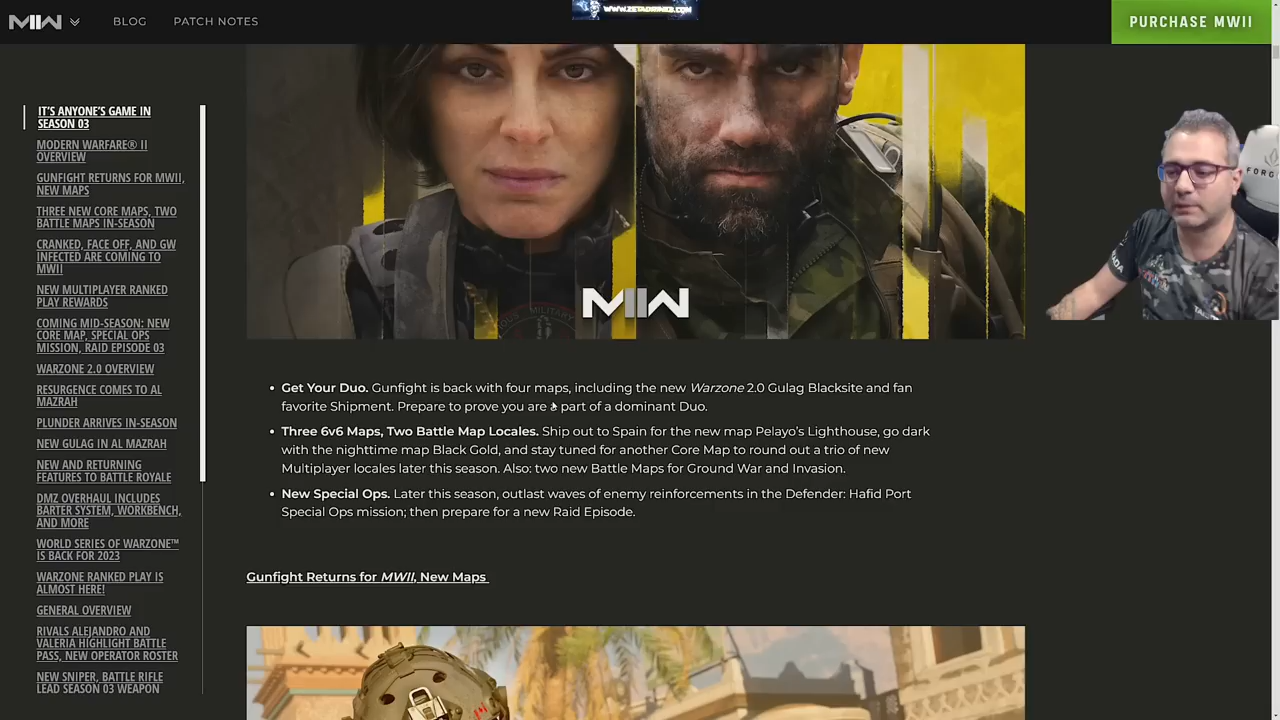 MIIW
BLOG
PATCH NOTES
PURCHASE MWII
IT'S ANYONE'S GAME IN
SEASON 03
MODERN WARFARE® II
OVERVIEW
GUNFIGHT RETURNS FOR MWII,
NEW MAPS
THREE NEW CORE MAPS, TWO
BATTLE MAPS IN-SEASON
CRANKED, FACE OFF, AND GW
INFECTED ARE COMING TO
MWII
NEW MULTIPLAYER RANKED
PLAY REWARDS
COMING MID-SEASON: NEW
CORE MAP, SPECIAL OPS
MISSION, RAID EPISODE 03
WARZONE 2.0 OVERVIEW
RESURGENCE COMES TO AL
MAZRAH
PLUNDER ARRIVES IN-SEASON
NEW GULAG IN AL MAZRAH
NEW AND RETURNING
FEATURES TO BATTLE ROYALE
DMZ OVERHAUL INCLUDES
BARTER SYSTEM, WORKBENCH,
AND MORE
WORLD SERIES OF WARZONE™
IS BACK FOR 2023
WARZONE RANKED PLAY IS
ALMOST HERE!
GENERAL OVERVIEW
RIVALS ALEJANDRO AND
VALERIA HIGHLIGHT BATTLE
PASS, NEW OPERATOR ROSTER
NEW SNIPER, BATTLE RIFLE
LEAD SEASON 03 WEAPON
MIIW
• Get Your Duo. Gunfight is back with four maps, including the new Warzone 2.0 Gulag Blacksite and fan
favorite Shipment. Prepare to prove you are a part of a dominant Duo.
• Three 6v6 Maps, Two Battle Map Locales. Ship out to Spain for the new map Pelayo's Lighthouse, go dark
with the nighttime map Black Gold, and stay tuned for another Core Map to round out a trio of new
Multiplayer locales later this season. Also: two new Battle Maps for Ground War and Invasion.
• New Special Ops. Later this season, outlast waves of enemy reinforcements in the Defender: Hafid Port
Special Ops mission; then prepare for a new Raid Episode.
Gunfight Returns for MWII, New Maps